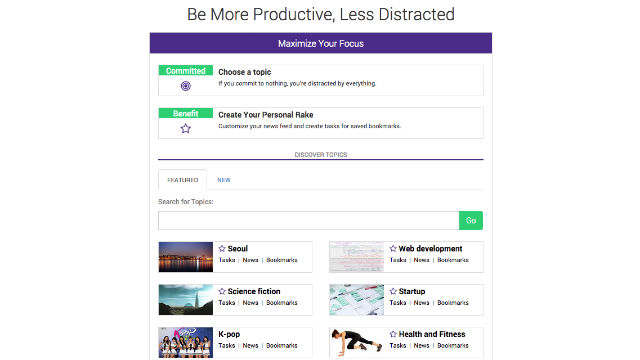 Be More Productive, Less Distracted
Maximize Your Focus
Committed
Choose a topic
If you commit to nothing, you're distracted by everything.
Benefit
Create Your Personal Rake
Customize your news feed and create tasks for saved bookmarks.
DISCOVER TOPICS
FEATURED NEW
Search for Topics:
Go
Seoul
Tasks | News | Bookmarks
Web development
Tasks | News | Bookmarks
Science fiction
Tasks | News | Bookmarks
Startup
Tasks | News | Bookmarks
K-pop
Tasks | News | Bookmarks
Health and Fitness
Tasks | News | Bookmarks